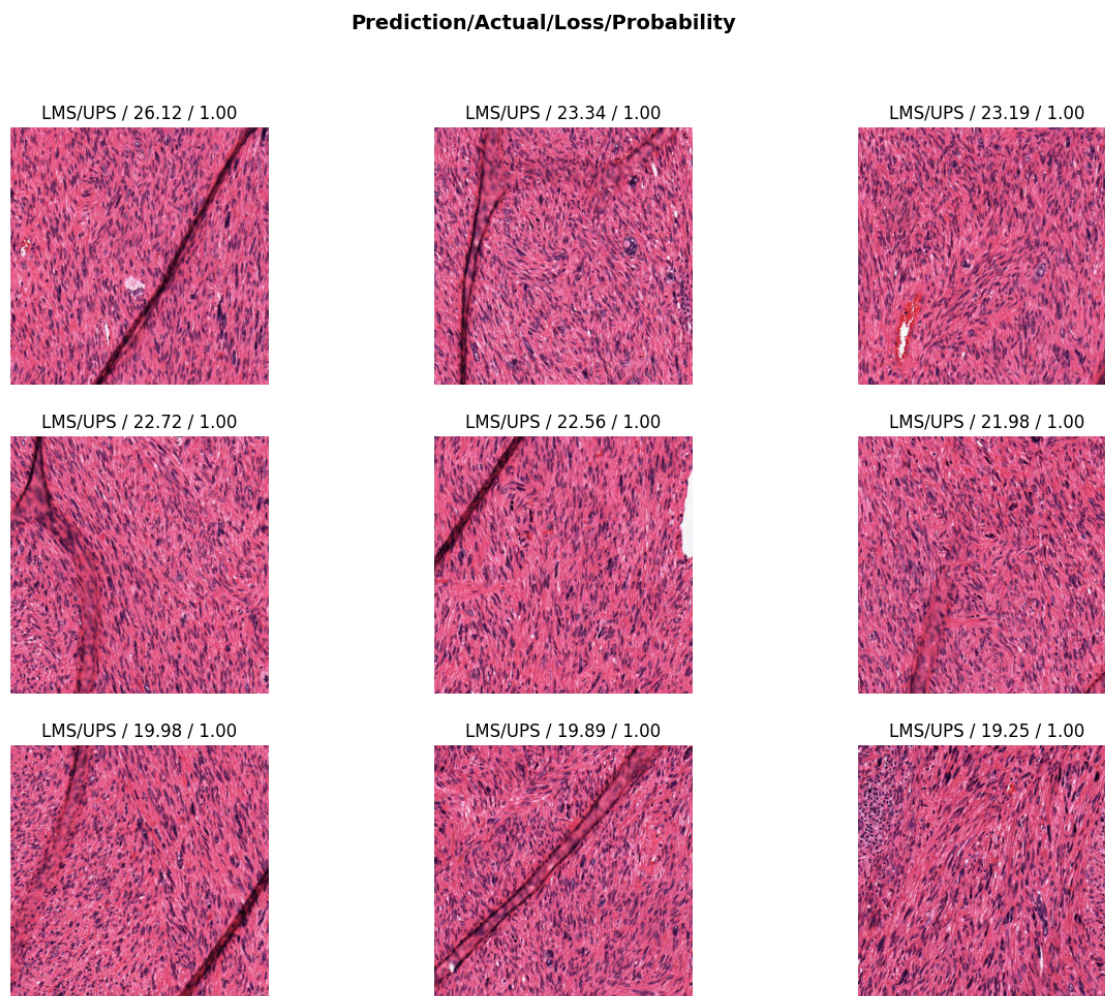 Prediction/Actual/Loss/Probability
LMS/UPS / 26.12 / 1.00
LMS/UPS / 23.34 / 1.00
LMS/UPS / 23.19 / 1.00
LMS/UPS / 22.72 / 1.00
LMS/UPS / 22.56 / 1.00
LMS/UPS / 21.98 / 1.00
LMS/UPS / 19.98 / 1.00
LMS/UPS / 19.89 / 1.00
LMS/UPS / 19.25 / 1.00